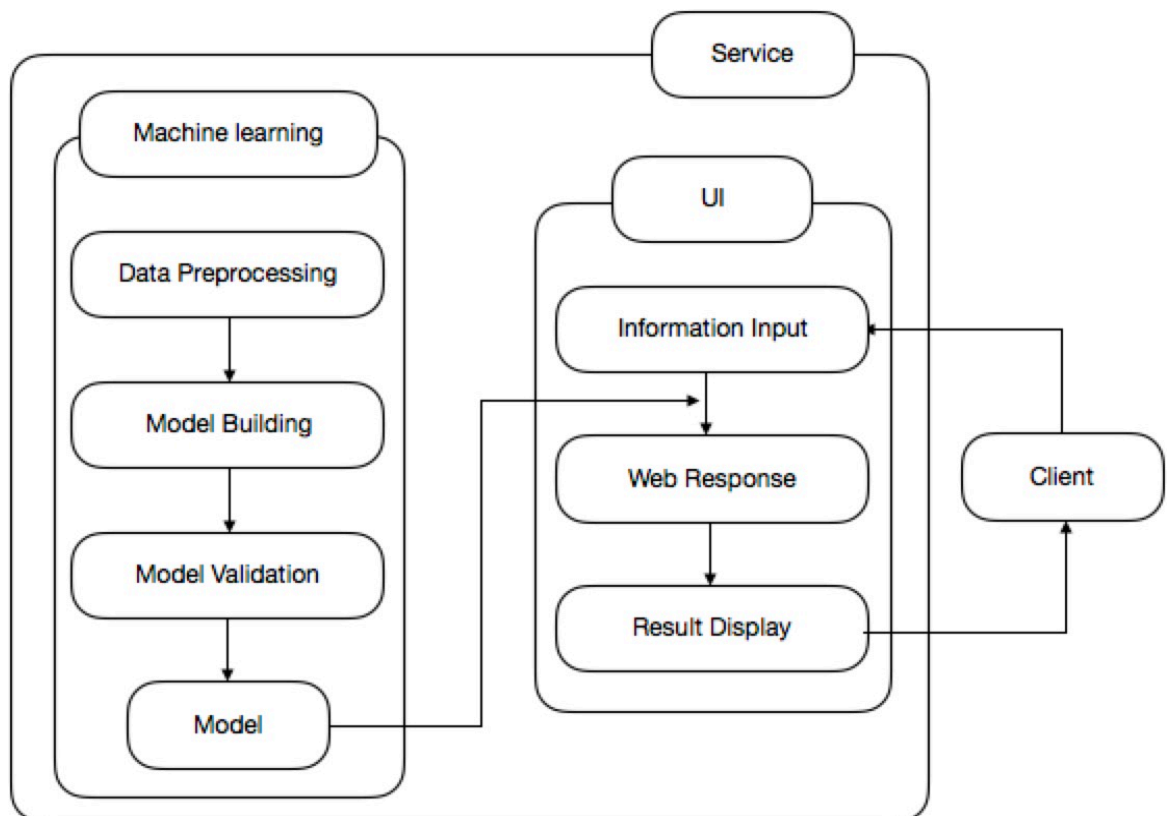 Service
Machine learning
Data Preprocessing
Model Building
Model Validation
Model
UI
Information Input
Web Response
Result Display
Client